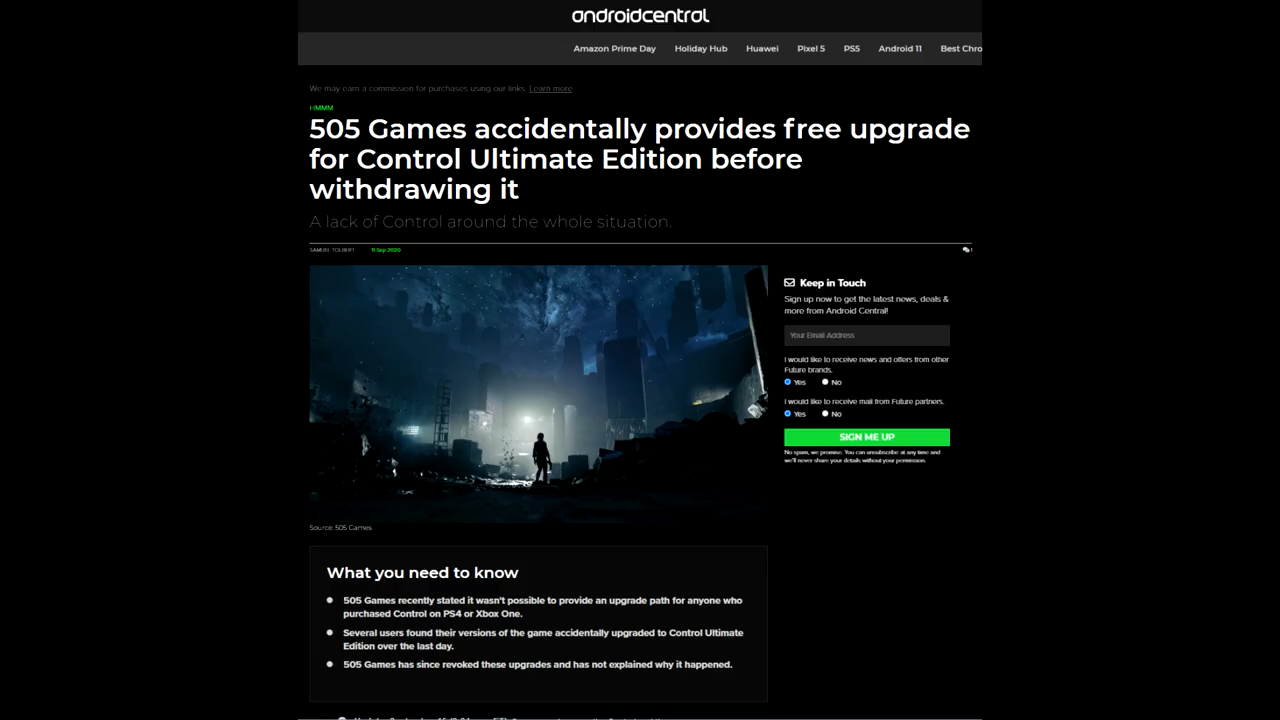 androidcentral
Amazon Prime Day Holiday Hub Huawei Pixel 5 PS5 Android 11 Best Chro
We may earn a commission for purchases using our links. Learn more
HMMM
505 Games accidentally provides free upgrade
for Control Ultimate Edition before
withdrawing it
A lack of Control around the whole situation.
SAMUEL TOLBERT 11 Sep 2020 1
Keep in Touch
Sign up now to get the latest news, deals &
more from Android Central!
Your Email Address
I would like to receive news and offers from other
Future brands.
Yes No
I would like to receive mail from Future partners.
Yes No
SIGN ME UP
No spam, we promise. You can unsubscribe at any time and
we'll never share your details without your permission.
Source: 505 Games
What you need to know
505 Games recently stated it wasn't possible to provide an upgrade path for anyone who
purchased Control on PS4 or Xbox One.
Several users found their versions of the game accidentally upgraded to Control Ultimate
Edition over the last day.
505 Games has since revoked these upgrades and has not explained why it happened.